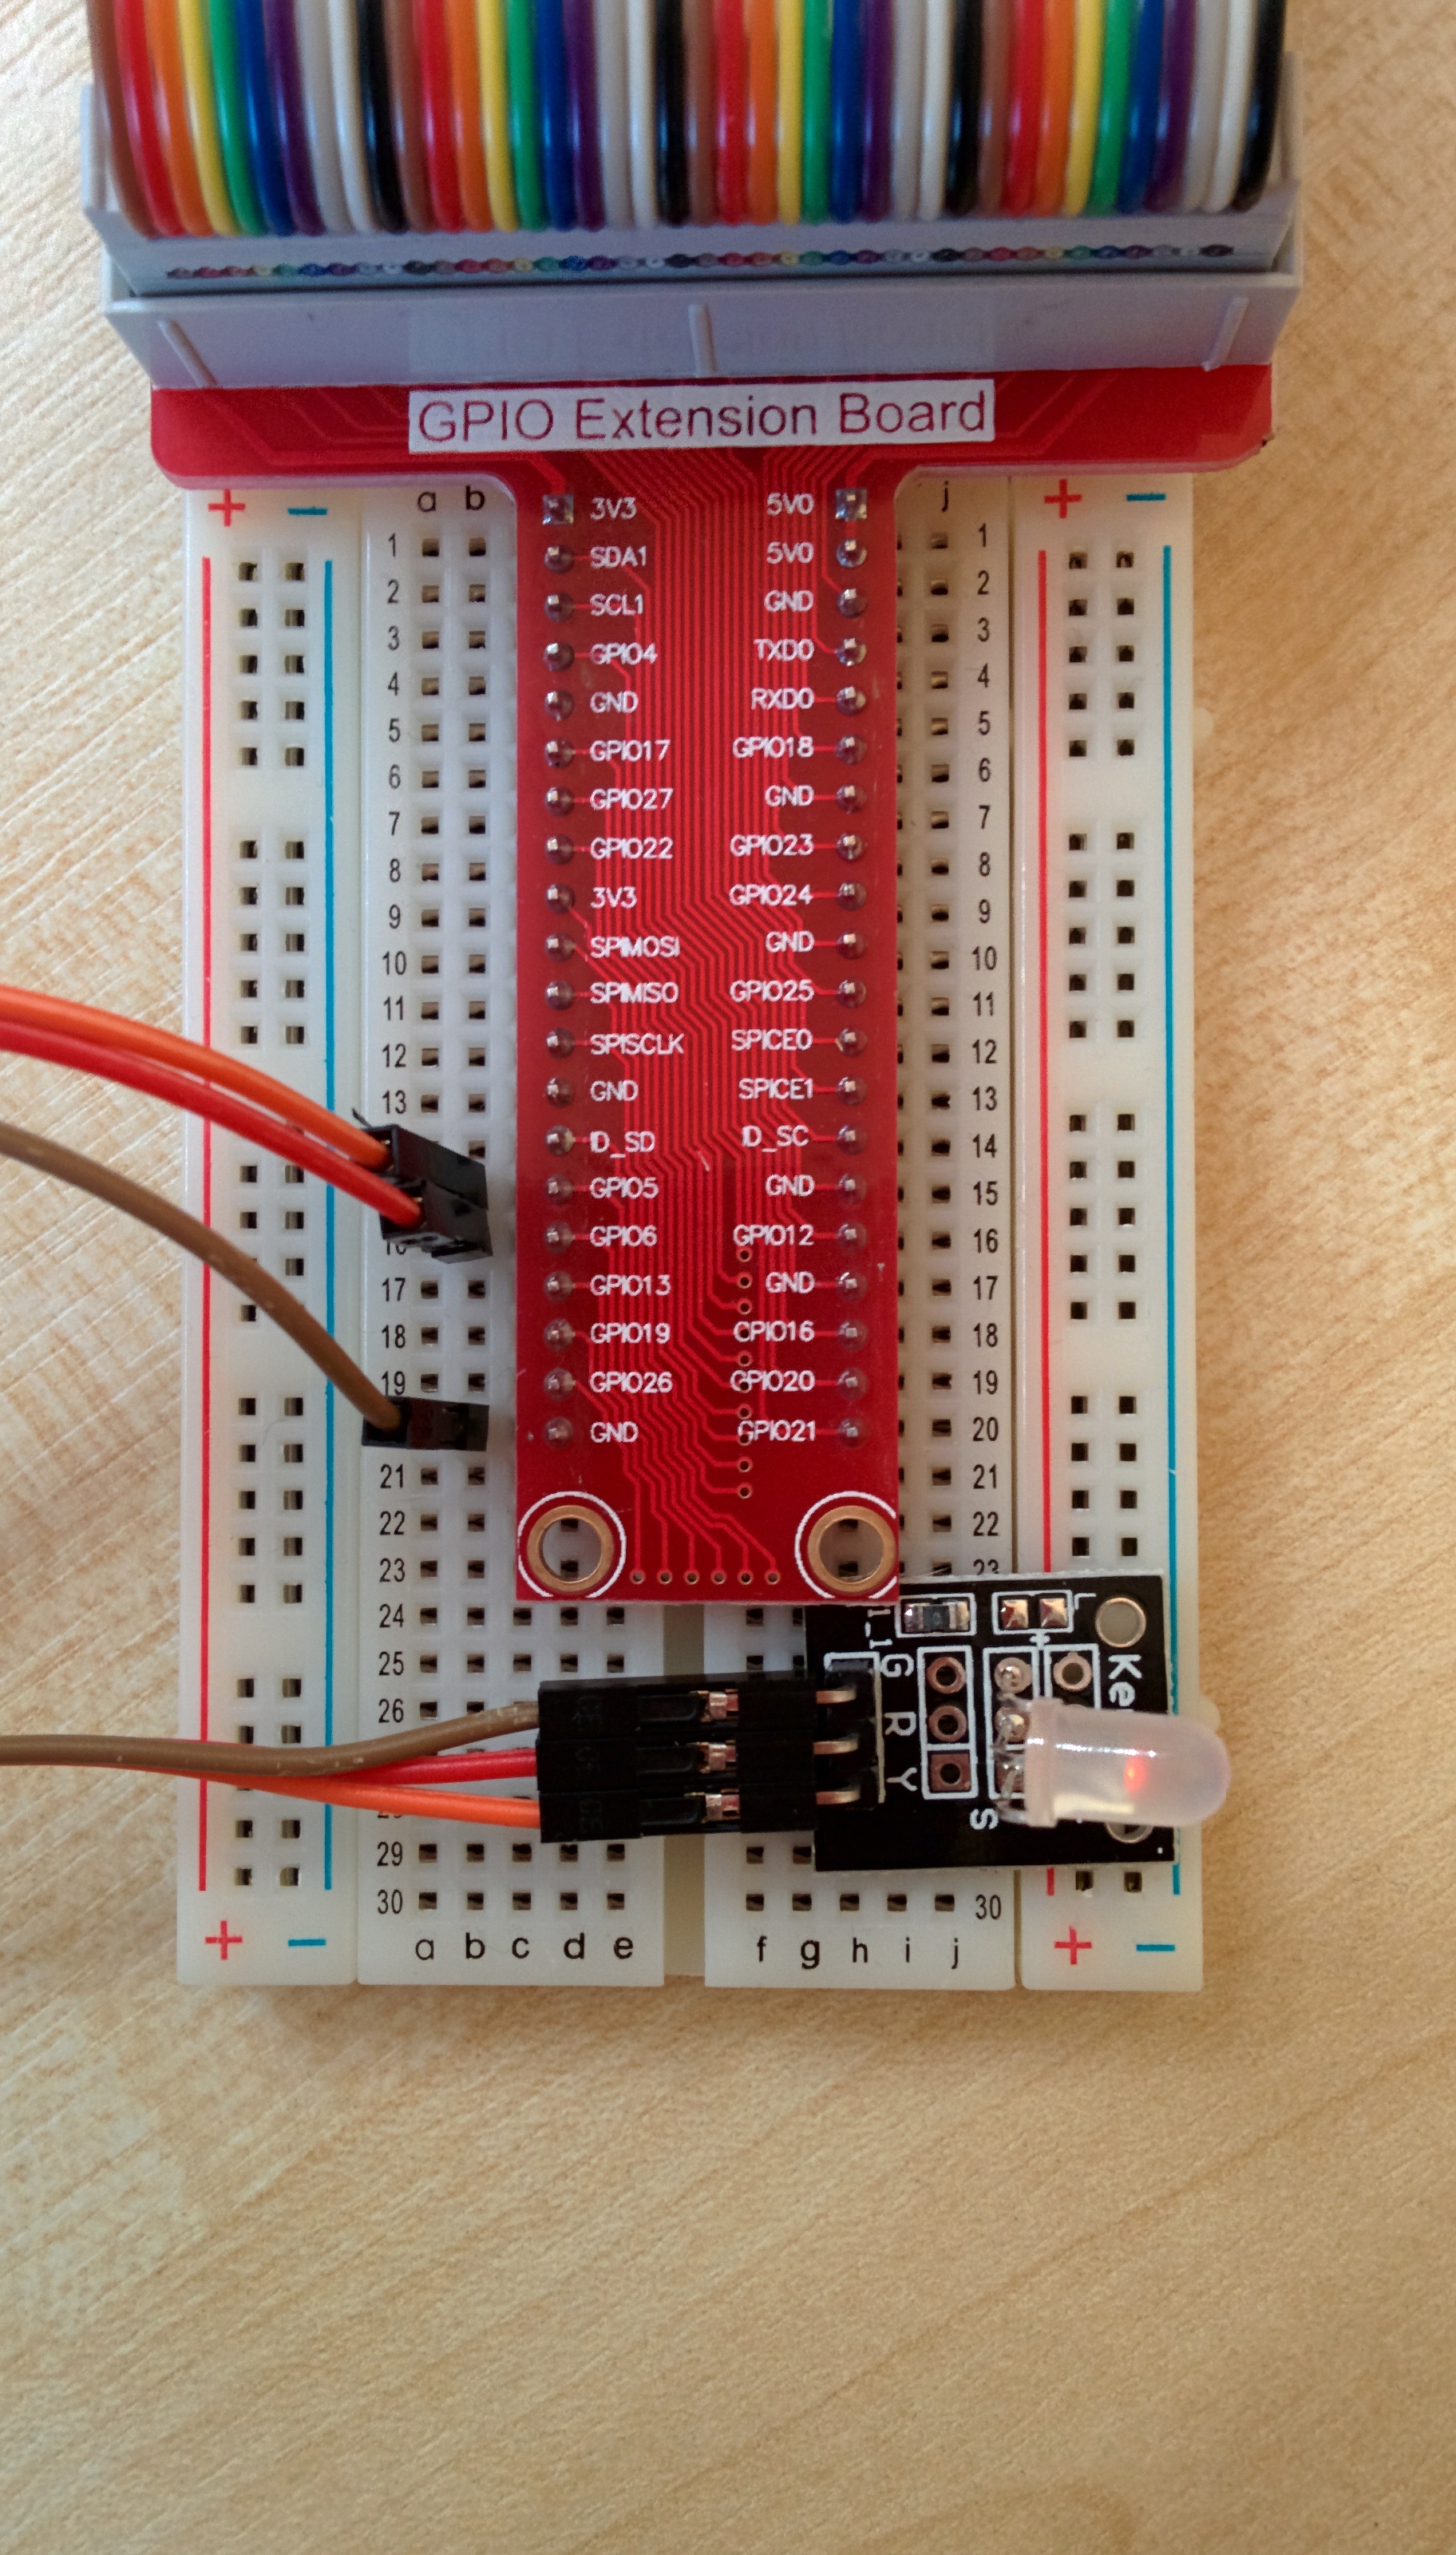 GPIO Extension Board
+ − a b j + −
3V3 5V0
1 SDA1 5V0 1
2 SCL1 GND 2
3 GPIO4 TXD0 3
4 GND RXD0 4
5 GPIO17 GPIO18 5
6 GPIO27 GND 6
7 GPIO22 GPIO23 7
8 3V3 GPIO24 8
9 SPIMOSI GND 9
10 SPIMISO GPIO25 10
11 SPISCLK SPICE0 11
12 GND SPICE1 12
13 ID_SD ID_SC 13
GPIO5 GND 14
GPIO6 GPIO12 15
16 GPIO13 GND 16
17 GPIO19 GPIO16 17
18 GPIO26 GPIO20 18
19 GND GPIO21 19
20
21 21
22 22
23 23
24
25 G
26 R
Y
S
29
30 30
+ − a b c d e f g h i j + −